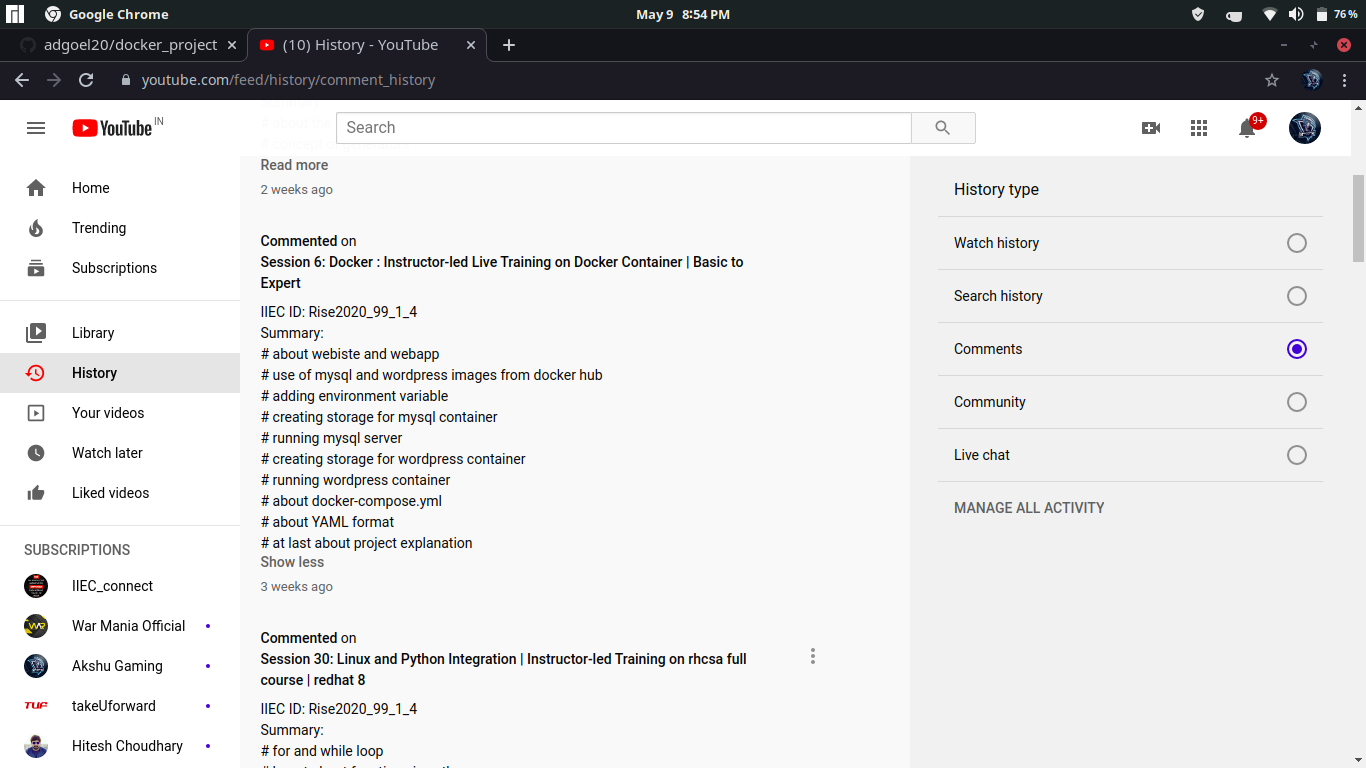 Google Chrome
May 9 8:54 PM
76 %
adgoel20/docker_project
(10) History - YouTube
youtube.com/feed/history/comment_history
YouTube IN
Search
9+
Home
Trending
Subscriptions
Library
History
Your videos
Watch later
Liked videos
SUBSCRIPTIONS
IIEC_connect
War Mania Official
Akshu Gaming
TUF
takeUforward
Hitesh Choudhary
Read more
2 weeks ago
Commented on
Session 6: Docker : Instructor-led Live Training on Docker Container | Basic to
Expert
IIEC ID: Rise2020_99_1_4
Summary:
# about webiste and webapp
# use of mysql and wordpress images from docker hub
# adding environment variable
# creating storage for mysql container
# running mysql server
# creating storage for wordpress container
# running wordpress container
# about docker-compose.yml
# about YAML format
# at last about project explanation
Show less
3 weeks ago
Commented on
Session 30: Linux and Python Integration | Instructor-led Training on rhcsa full
course | redhat 8
IIEC ID: Rise2020_99_1_4
Summary:
# for and while loop
History type
Watch history
Search history
Comments
Community
Live chat
MANAGE ALL ACTIVITY